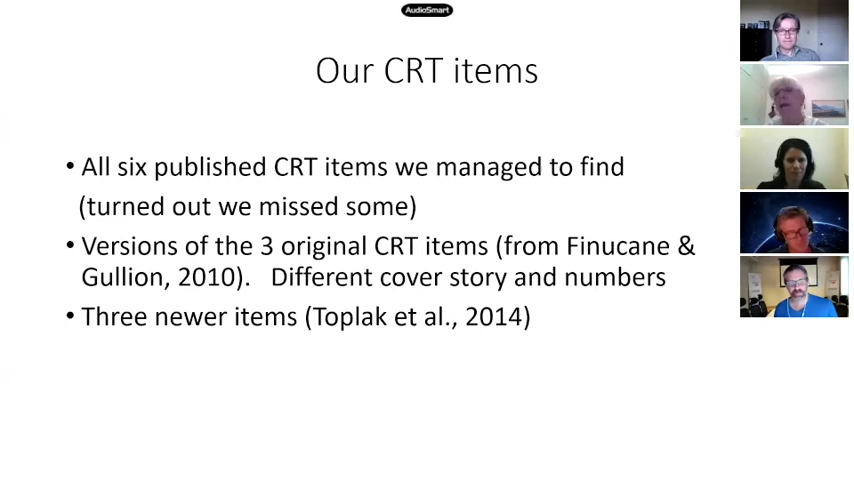 AudioSmart
Our CRT items
• All six published CRT items we managed to find
(turned out we missed some)
• Versions of the 3 original CRT items (from Finucane &
Gullion, 2010). Different cover story and numbers
• Three newer items (Toplak et al., 2014)